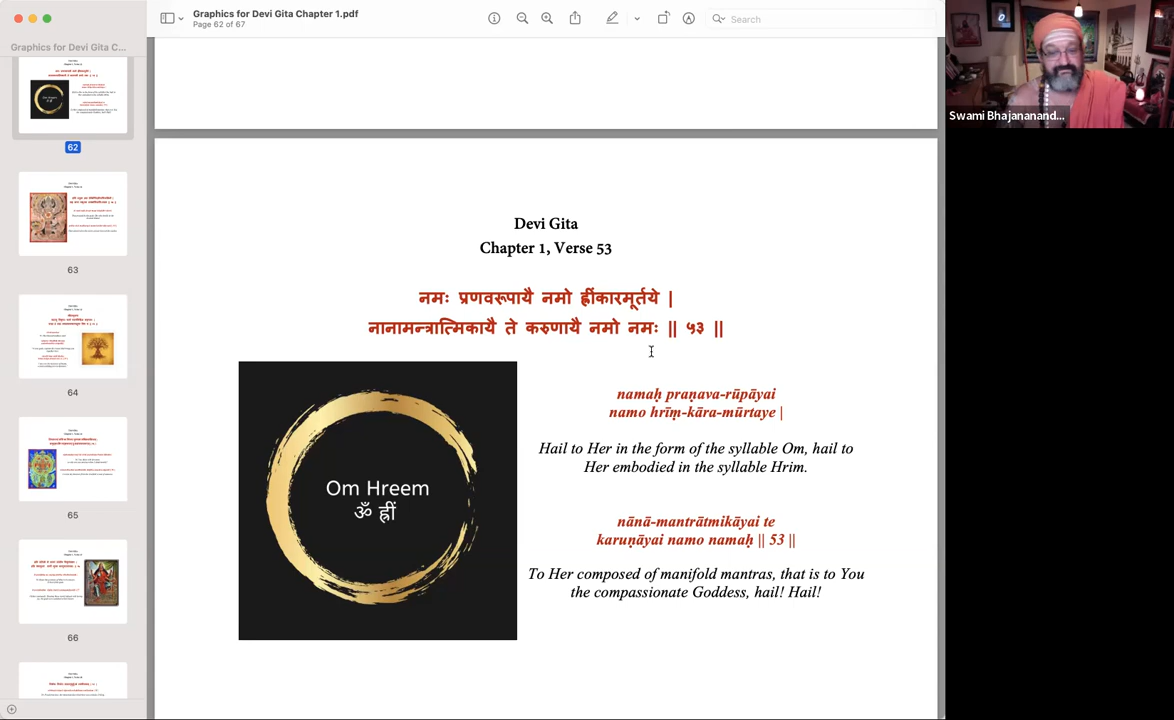 Graphics for Devi Gita Chapter 1.pdf
Page 62 of 67
Search
Graphics for Devi Gita C...
62
63
64
65
66
Swami Bhajananand...
Devi Gita
Chapter 1, Verse 53
नमः प्रणवरूपायै नमो ह्रींकारमूर्तये |
नानामन्त्रात्मिकायै ते करुणायै नमो नमः || ५३ ||
Om Hreem
ॐ ह्रीं
namaḥ praṇava-rūpāyai
namo hrīṃ-kāra-mūrtaye |
Hail to Her in the form of the syllable Om, hail to
Her embodied in the syllable Hrim.
nānā-mantrātmikāyai te
karuṇāyai namo namaḥ || 53 ||
To Her composed of manifold mantras, that is to You
the compassionate Goddess, hail! Hail!